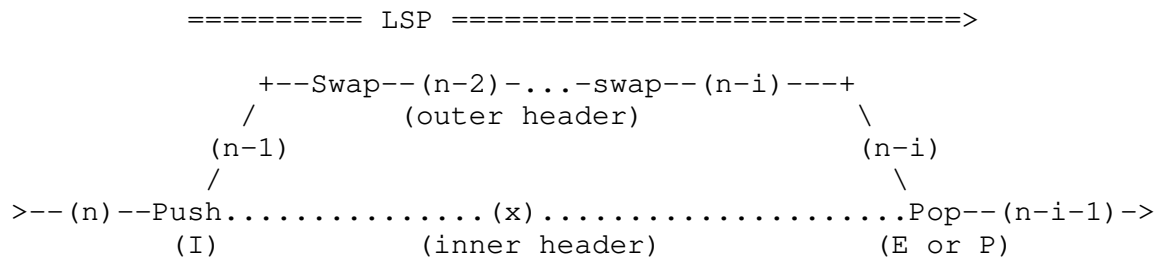 ========== LSP =============================>
+--Swap--(n-2)-...-swap--(n-i)---+
/ (outer header) \
(n-1) (n-i)
/ \
>--(n)--Push...............(x).....................Pop--(n-i-1)->
(I) (inner header) (E or P)